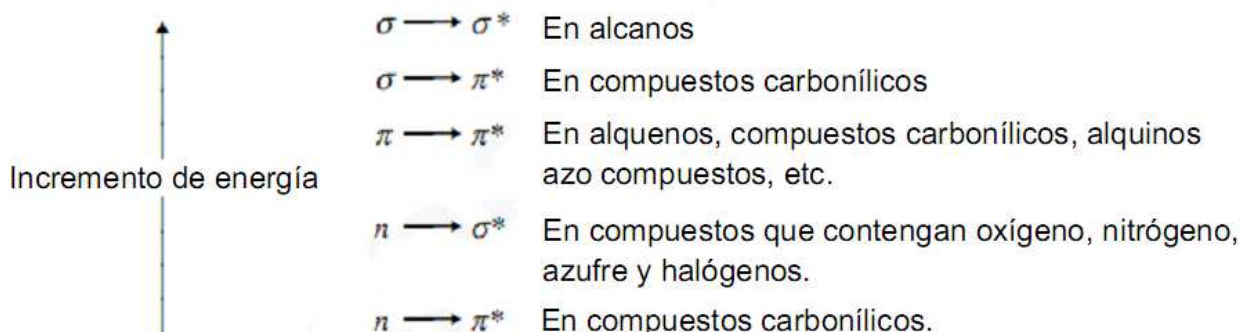 σ ⟶ σ* En alcanos
σ ⟶ π* En compuestos carbonílicos
π ⟶ π* En alquenos, compuestos carbonílicos, alquinos
azo compuestos, etc.
Incremento de energía
n ⟶ σ* En compuestos que contengan oxígeno, nitrógeno,
azufre y halógenos.
n ⟶ π* En compuestos carbonílicos.